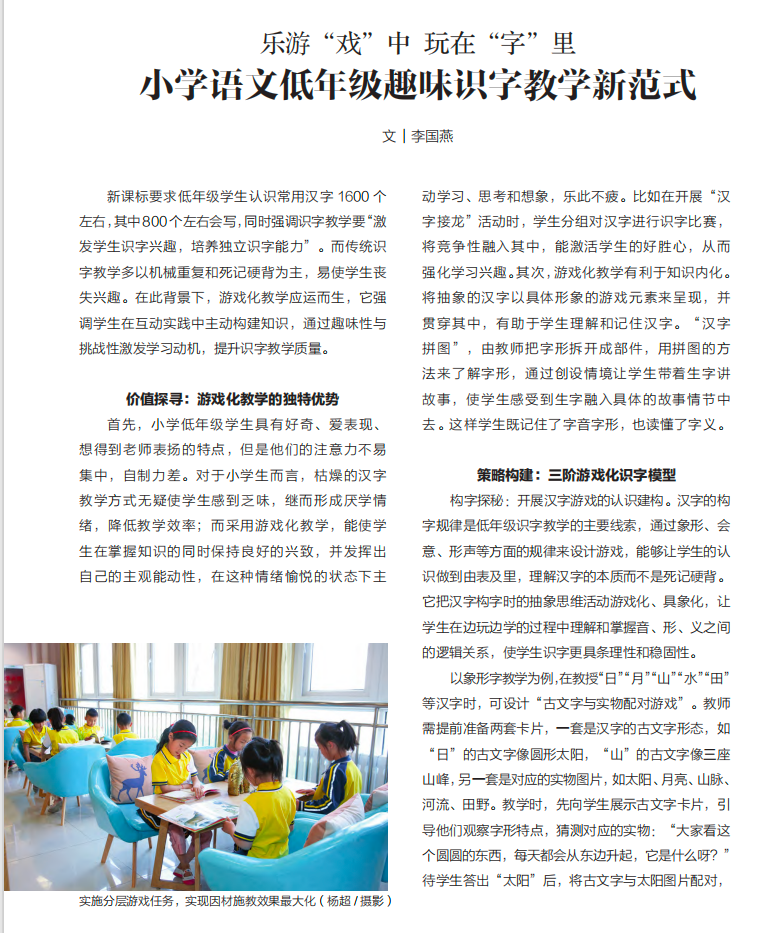 乐游“戏”中 玩在“字”里
小学语文低年级趣味识字教学新范式
文 | 李国燕
新课标要求低年级学生认识常用汉字 1600 个
左右，其中800个左右会写，同时强调识字教学要“激
发学生识字兴趣，培养独立识字能力”。而传统识
字教学多以机械重复和死记硬背为主，易使学生丧
失兴趣。在此背景下，游戏化教学应运而生，它强
调学生在互动实践中主动构建知识，通过趣味性与
挑战性激发学习动机，提升识字教学质量。
价值探寻：游戏化教学的独特优势
首先，小学低年级学生具有好奇、爱表现、
想得到老师表扬的特点，但是他们的注意力不易
集中，自制力差。对于小学生而言，枯燥的汉字
教学方式无疑使学生感到乏味，继而形成厌学情
绪，降低教学效率；而采用游戏化教学，能使学
生在掌握知识的同时保持良好的兴致，并发挥出
自己的主观能动性，在这种情绪愉悦的状态下主
实施分层游戏任务，实现因材施教效果最大化（杨超 / 摄影）
动学习、思考和想象，乐此不疲。比如在开展“汉
字接龙”活动时，学生分组对汉字进行识字比赛，
将竞争性融入其中，能激活学生的好胜心，从而
强化学习兴趣。其次，游戏化教学有利于知识内化。
将抽象的汉字以具体形象的游戏元素来呈现，并
贯穿其中，有助于学生理解和记住汉字。“汉字
拼图”，由教师把字形拆开成部件，用拼图的方
法来了解字形，通过创设情境让学生带着生字讲
故事，使学生感受到生字融入具体的故事情节中
去。这样学生既记住了字音字形，也读懂了字义。
策略构建：三阶游戏化识字模型
构字探秘：开展汉字游戏的认识建构。汉字的构
字规律是低年级识字教学的主要线索，通过象形、会
意、形声等方面的规律来设计游戏，能够让学生的认
识做到由表及里，理解汉字的本质而不是死记硬背。
它把汉字构字时的抽象思维活动游戏化、具象化，让
学生在边玩边学的过程中理解和掌握音、形、义之间
的逻辑关系，使学生识字更具条理性和稳固性。
以象形字教学为例，在教授“日”“月”“山”“水”“田”
等汉字时，可设计“古文字与实物配对游戏”。教师
需提前准备两套卡片，一套是汉字的古文字形态，如
“日”的古文字像圆形太阳，“山”的古文字像三座
山峰，另一套是对应的实物图片，如太阳、月亮、山脉、
河流、田野。教学时，先向学生展示古文字卡片，引
导他们观察字形特点，猜测对应的实物：“大家看这
个圆圆的东西，每天都会从东边升起，它是什么呀？”
待学生答出“太阳”后，将古文字与太阳图片配对，